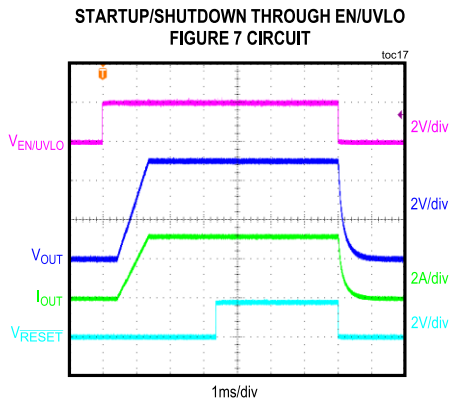 STARTUP/SHUTDOWN THROUGH EN/UVLO
FIGURE 7 CIRCUIT
toc17
T
VEN/UVLO
2V/div
2V/div
VOUT
IOUT
2A/div
VRESET
2V/div
1ms/div